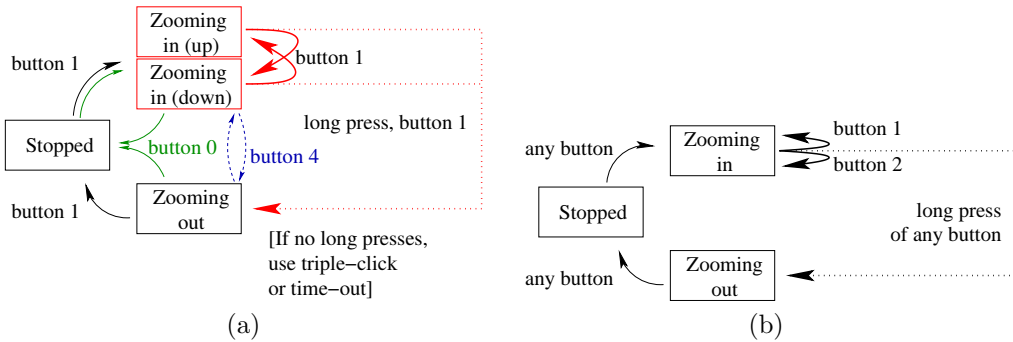 Zooming
in (up)
button 1
button 1
Zooming
in (down)
long press, button 1
Stopped
button 0
button 4
button 1
Zooming
out
[If no long presses,
use triple−click
or time−out]
(a)
any button
Zooming
in
button 1
button 2
Stopped
long press
of any button
any button
Zooming
out
(b)